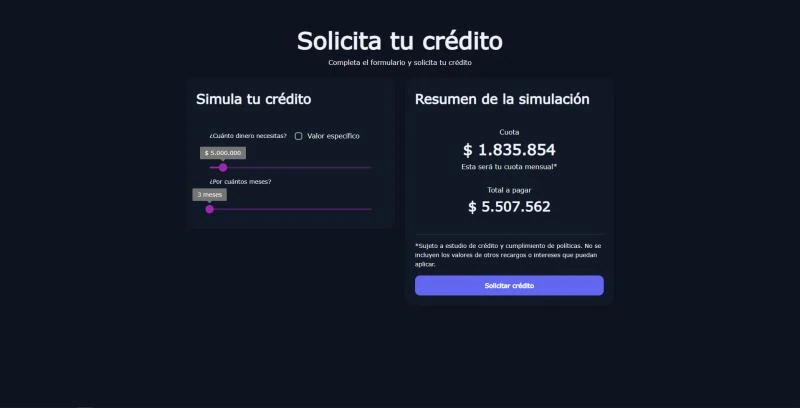 Solicita tu crédito
Completa el formulario y solicita tu crédito
Simula tu crédito
¿Cuánto dinero necesitas?
Valor específico
$ 5.000.000
¿Por cuántos meses?
3 meses
Resumen de la simulación
Cuota
$ 1.835.854
Esta será tu cuota mensual*
Total a pagar
$ 5.507.562
*Sujeto a estudio de crédito y cumplimiento de políticas. No se
incluyen los valores de otros recargos o intereses que puedan
aplicar.
Solicitar crédito